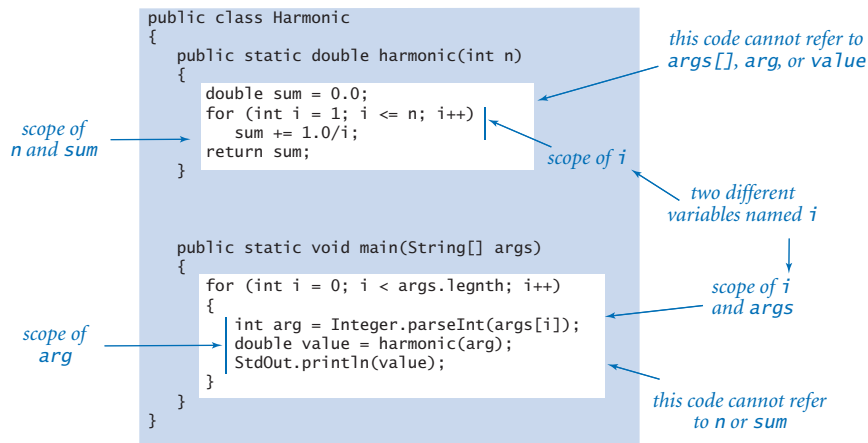 public class Harmonic
{
public static double harmonic(int n)
{
double sum = 0.0;
for (int i = 1; i <= n; i++)
sum += 1.0/i;
return sum;
}
this code cannot refer to
args[], arg, or value
scope of
n and sum
scope of i
two different
variables named i
public static void main(String[] args)
{
for (int i = 0; i < args.legnth; i++)
{
int arg = Integer.parseInt(args[i]);
double value = harmonic(arg);
StdOut.println(value);
}
}
}
scope of i
and args
scope of
arg
this code cannot refer
to n or sum